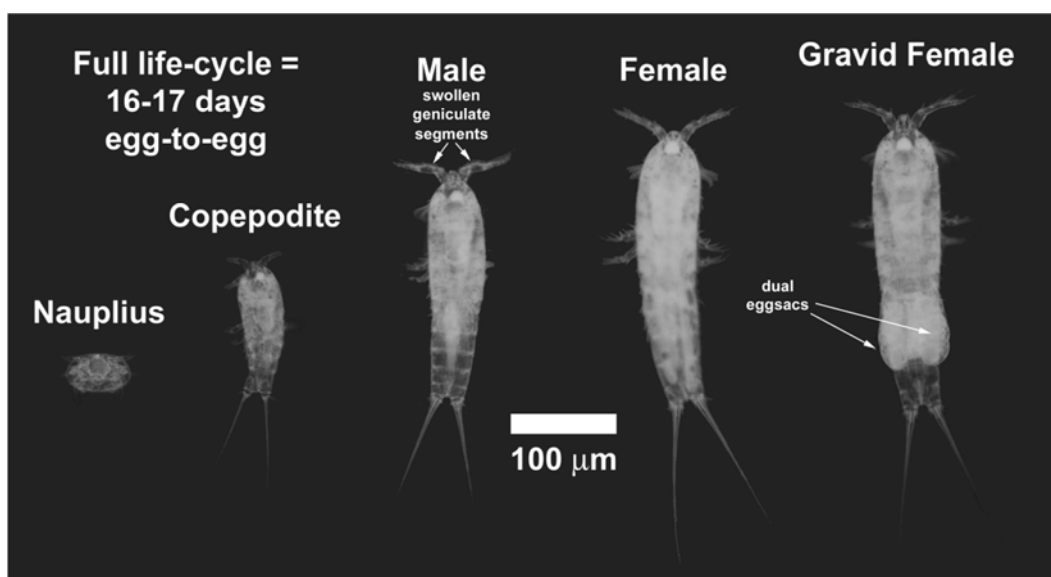 Full life-cycle =
16-17 days
egg-to-egg
Male
swollen
geniculate
segments
Female
Gravid Female
Copepodite
Nauplius
dual
eggsacs
100 μm